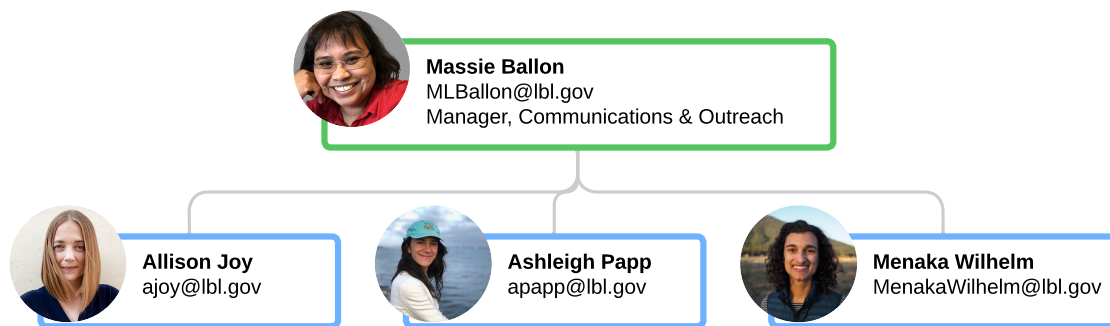 Massie Ballon
MLBallon@lbl.gov
Manager, Communications & Outreach
Allison Joy
ajoy@lbl.gov
Ashleigh Papp
apapp@lbl.gov
Menaka Wilhelm
MenakaWilhelm@lbl.gov